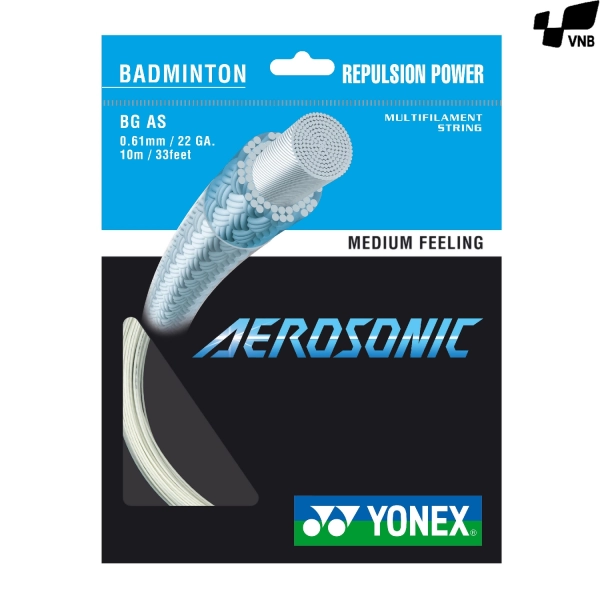 VNB
BADMINTON
REPULSION POWER
BG AS
0.61mm / 22 GA.
10m / 33feet
MULTIFILAMENT
STRING
MEDIUM FEELING
AEROSONIC
YONEX®